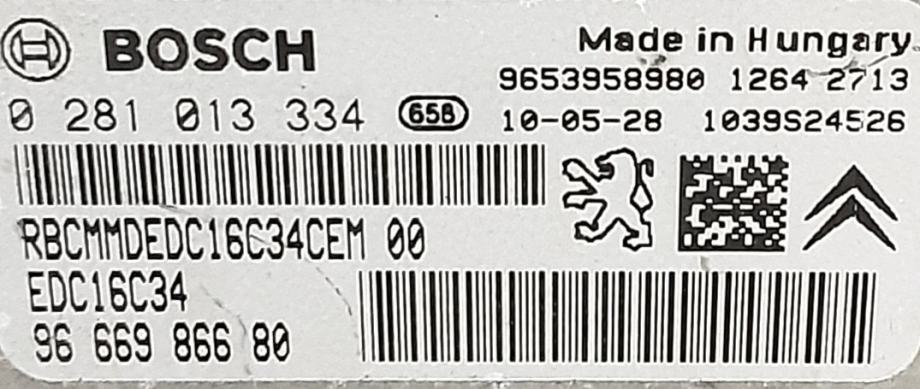 BOSCH
Made in Hungary
9653958980 1264 2713
0 281 013 334 658 10-05-28 1039S24526
RBCMMDEDC16C34CEM 00
EDC16C34
96 669 866 80